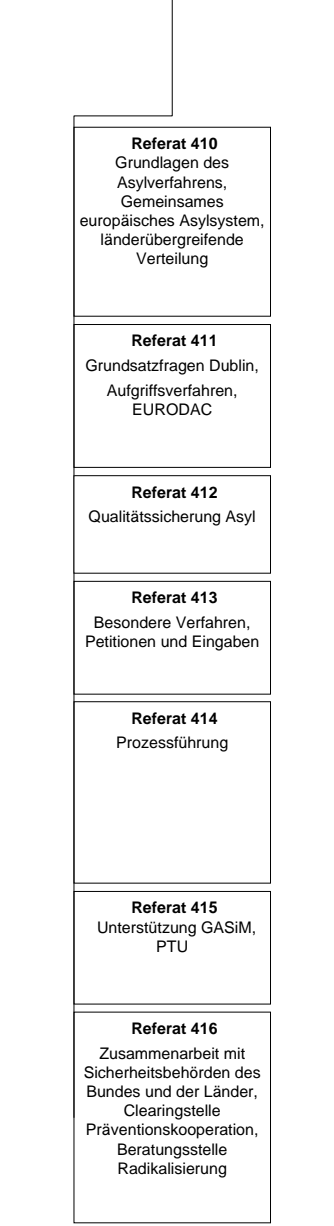 Referat 410
Grundlagen des
Asylverfahrens,
Gemeinsames
europäisches Asylsystem,
länderübergreifende
Verteilung
Referat 411
Grundsatzfragen Dublin,
Aufgriffsverfahren,
EURODAC
Referat 412
Qualitätssicherung Asyl
Referat 413
Besondere Verfahren,
Petitionen und Eingaben
Referat 414
Prozessführung
Referat 415
Unterstützung GASiM,
PTU
Referat 416
Zusammenarbeit mit
Sicherheitsbehörden des
Bundes und der Länder,
Clearingstelle
Präventionskooperation,
Beratungsstelle
Radikalisierung